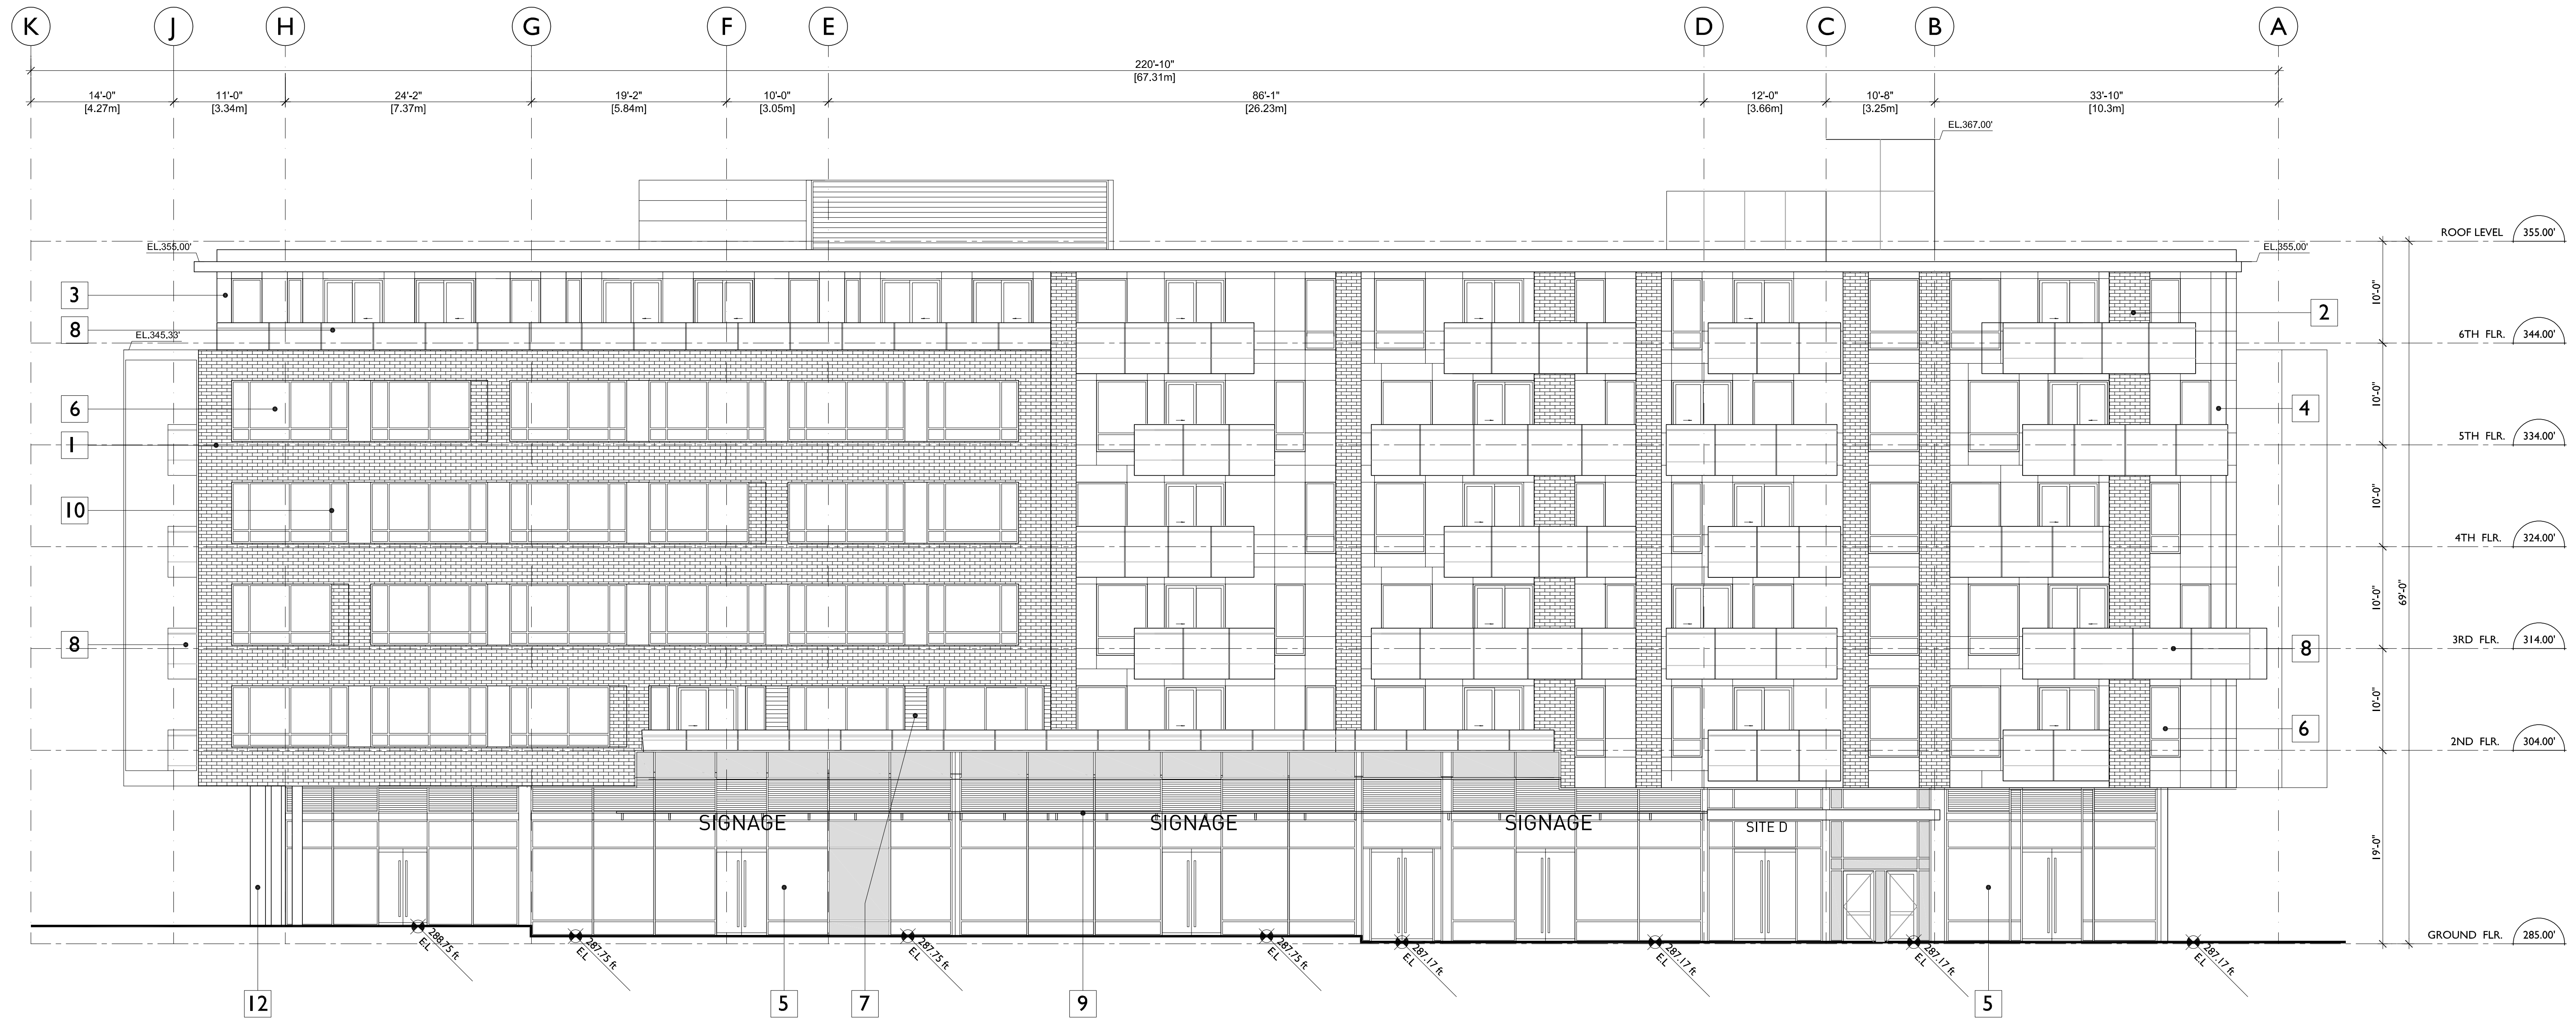 K J H G F E D C B A
220'-10"
[67.31m]
14'-0" 11'-0" 24'-2" 19'-2" 10'-0" 86'-1" 12'-0" 10'-8" 33'-10"
[4.27m] [3.34m] [7.37m] [5.84m] [3.05m] [26.23m] [3.66m] [3.25m] [10.3m]
EL.367.00'
ROOF LEVEL 355.00'
EL.355.00' EL.355.00'
3
10'-0"
2
8
EL.345.33'
6TH FLR. 344.00'
10'-0"
6
4
1
5TH FLR. 334.00'
10'-0"
10
4TH FLR. 324.00'
10'-0"
69'-0"
8
8
3RD FLR. 314.00'
10'-0"
6
2ND FLR. 304.00'
SIGNAGE SIGNAGE SIGNAGE SITE D
19'-0"
GROUND FLR. 285.00'
288.75 ft
EL
287.75 ft
EL
287.75 ft
EL
287.75 ft
EL
287.17 ft
EL
287.17 ft
EL
287.17 ft
EL
287.17 ft
EL
12 5 7 9 5